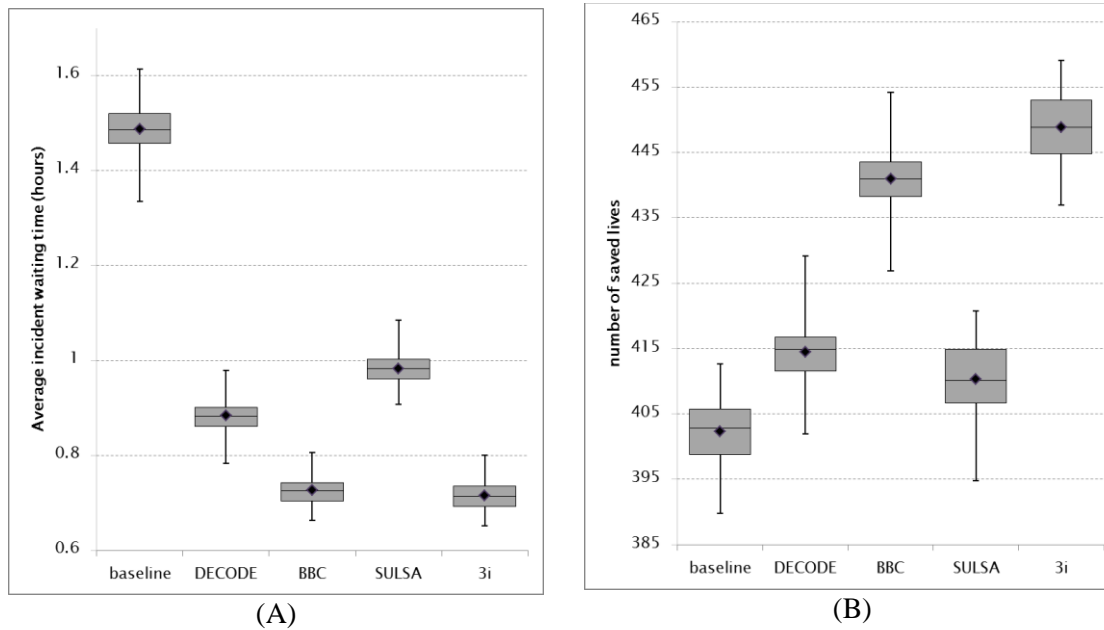 Average incident waiting time (hours)
1.6
1.4
1.2
1
0.8
0.6
baseline DECODE BBC SULSA 3i
(A)
number of saved lives
465
455
445
435
425
415
405
395
385
baseline DECODE BBC SULSA 3i
(B)